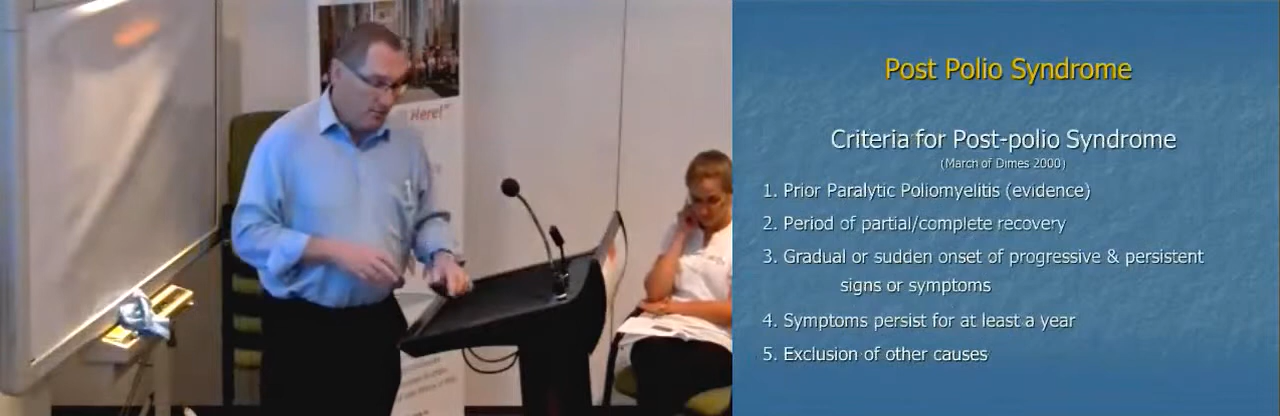 Here!"
Post Polio Syndrome
Criteria for Post-polio Syndrome
(March of Dimes 2000)
1. Prior Paralytic Poliomyelitis (evidence)
2. Period of partial/complete recovery
3. Gradual or sudden onset of progressive & persistent
signs or symptoms
4. Symptoms persist for at least a year
5. Exclusion of other causes